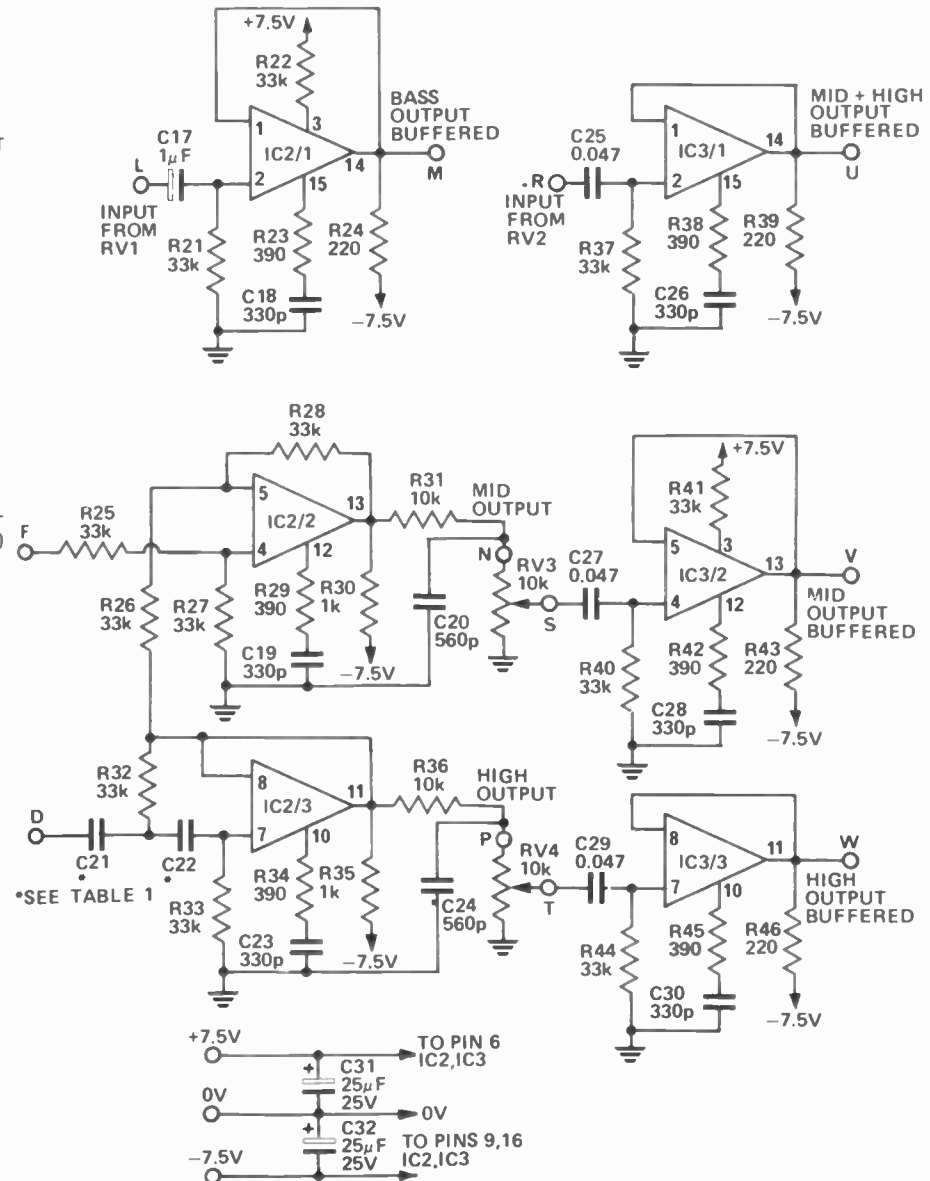 +7.5V
R22
33k
BASS
OUTPUT
BUFFERED
C17
1µF
L
1
3
IC2/1
14
2
15
M
INPUT
FROM
RV1
R21
33k
R23
390
R24
220
C18
330p
−7.5V
MID + HIGH
OUTPUT
BUFFERED
C25
0.047
.R
1
IC3/1
14
2
15
U
INPUT
FROM
RV2
R37
33k
R38
390
R39
220
C26
330p
−7.5V
R28
33k
R25
33k
F
5
IC2/2
13
4
12
R31
10k
MID
OUTPUT
N
R26
33k
R27
33k
R29
390
R30
1k
C19
330p
−7.5V
C20
560p
RV3
10k
S
C27
0.047
+7.5V
R41
33k
5
3
IC3/2
13
4
12
V
MID
OUTPUT
BUFFERED
R40
33k
R42
390
R43
220
C28
330p
−7.5V
R32
33k
D
C21
*
C22
*
*SEE TABLE 1
8
IC2/3
11
7
10
R36
10k
HIGH
OUTPUT
P
R33
33k
R34
390
R35
1k
C23
330p
−7.5V
C24
560p
RV4
10k
T
C29
0.047
8
IC3/3
11
7
10
W
HIGH
OUTPUT
BUFFERED
R44
33k
R45
390
R46
220
C30
330p
−7.5V
+7.5V
TO PIN 6
IC2,IC3
+
C31
25µF
25V
0V
0V
+
C32
25µF
25V
TO PINS 9,16
IC2,IC3
−7.5V